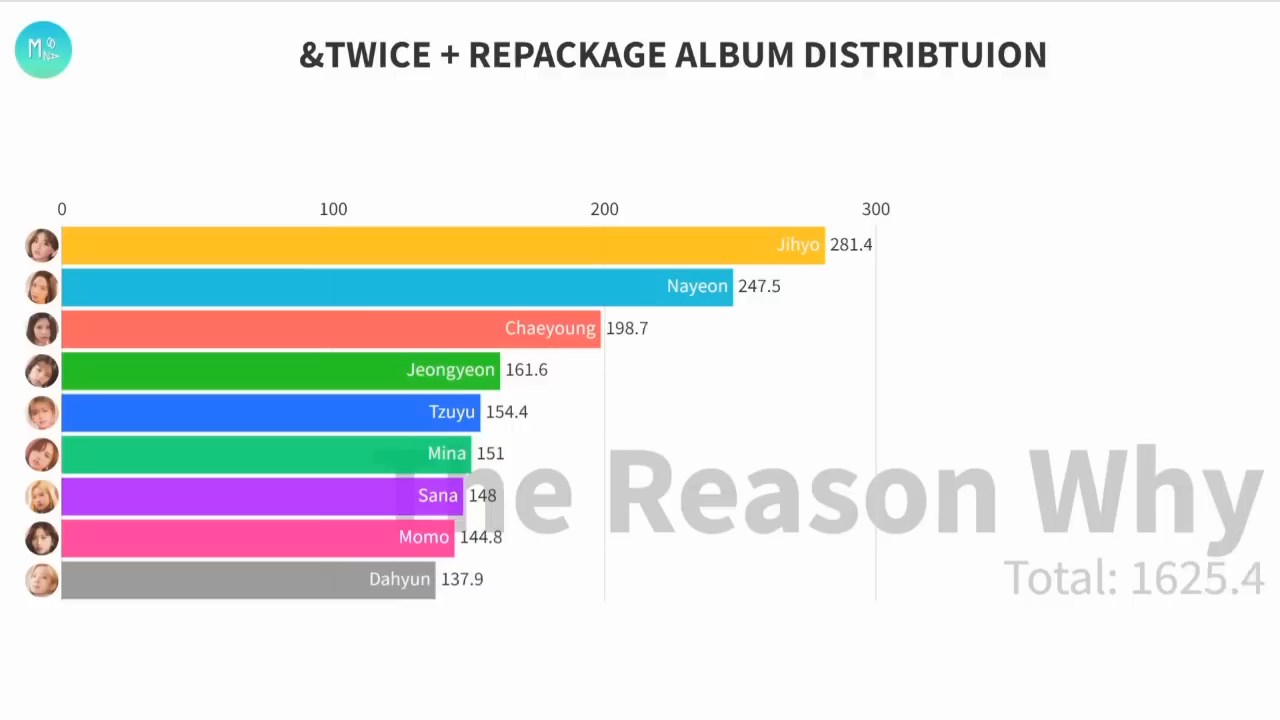 &TWICE + REPACKAGE ALBUM DISTRIBTUION
0 100 200 300
Jihyo 281.4
Nayeon 247.5
Chaeyoung 198.7
Jeongyeon 161.6
Tzuyu 154.4
Mina 151
Sana 148
The Reason Why
Momo 144.8
Dahyun 137.9
Total: 1625.4